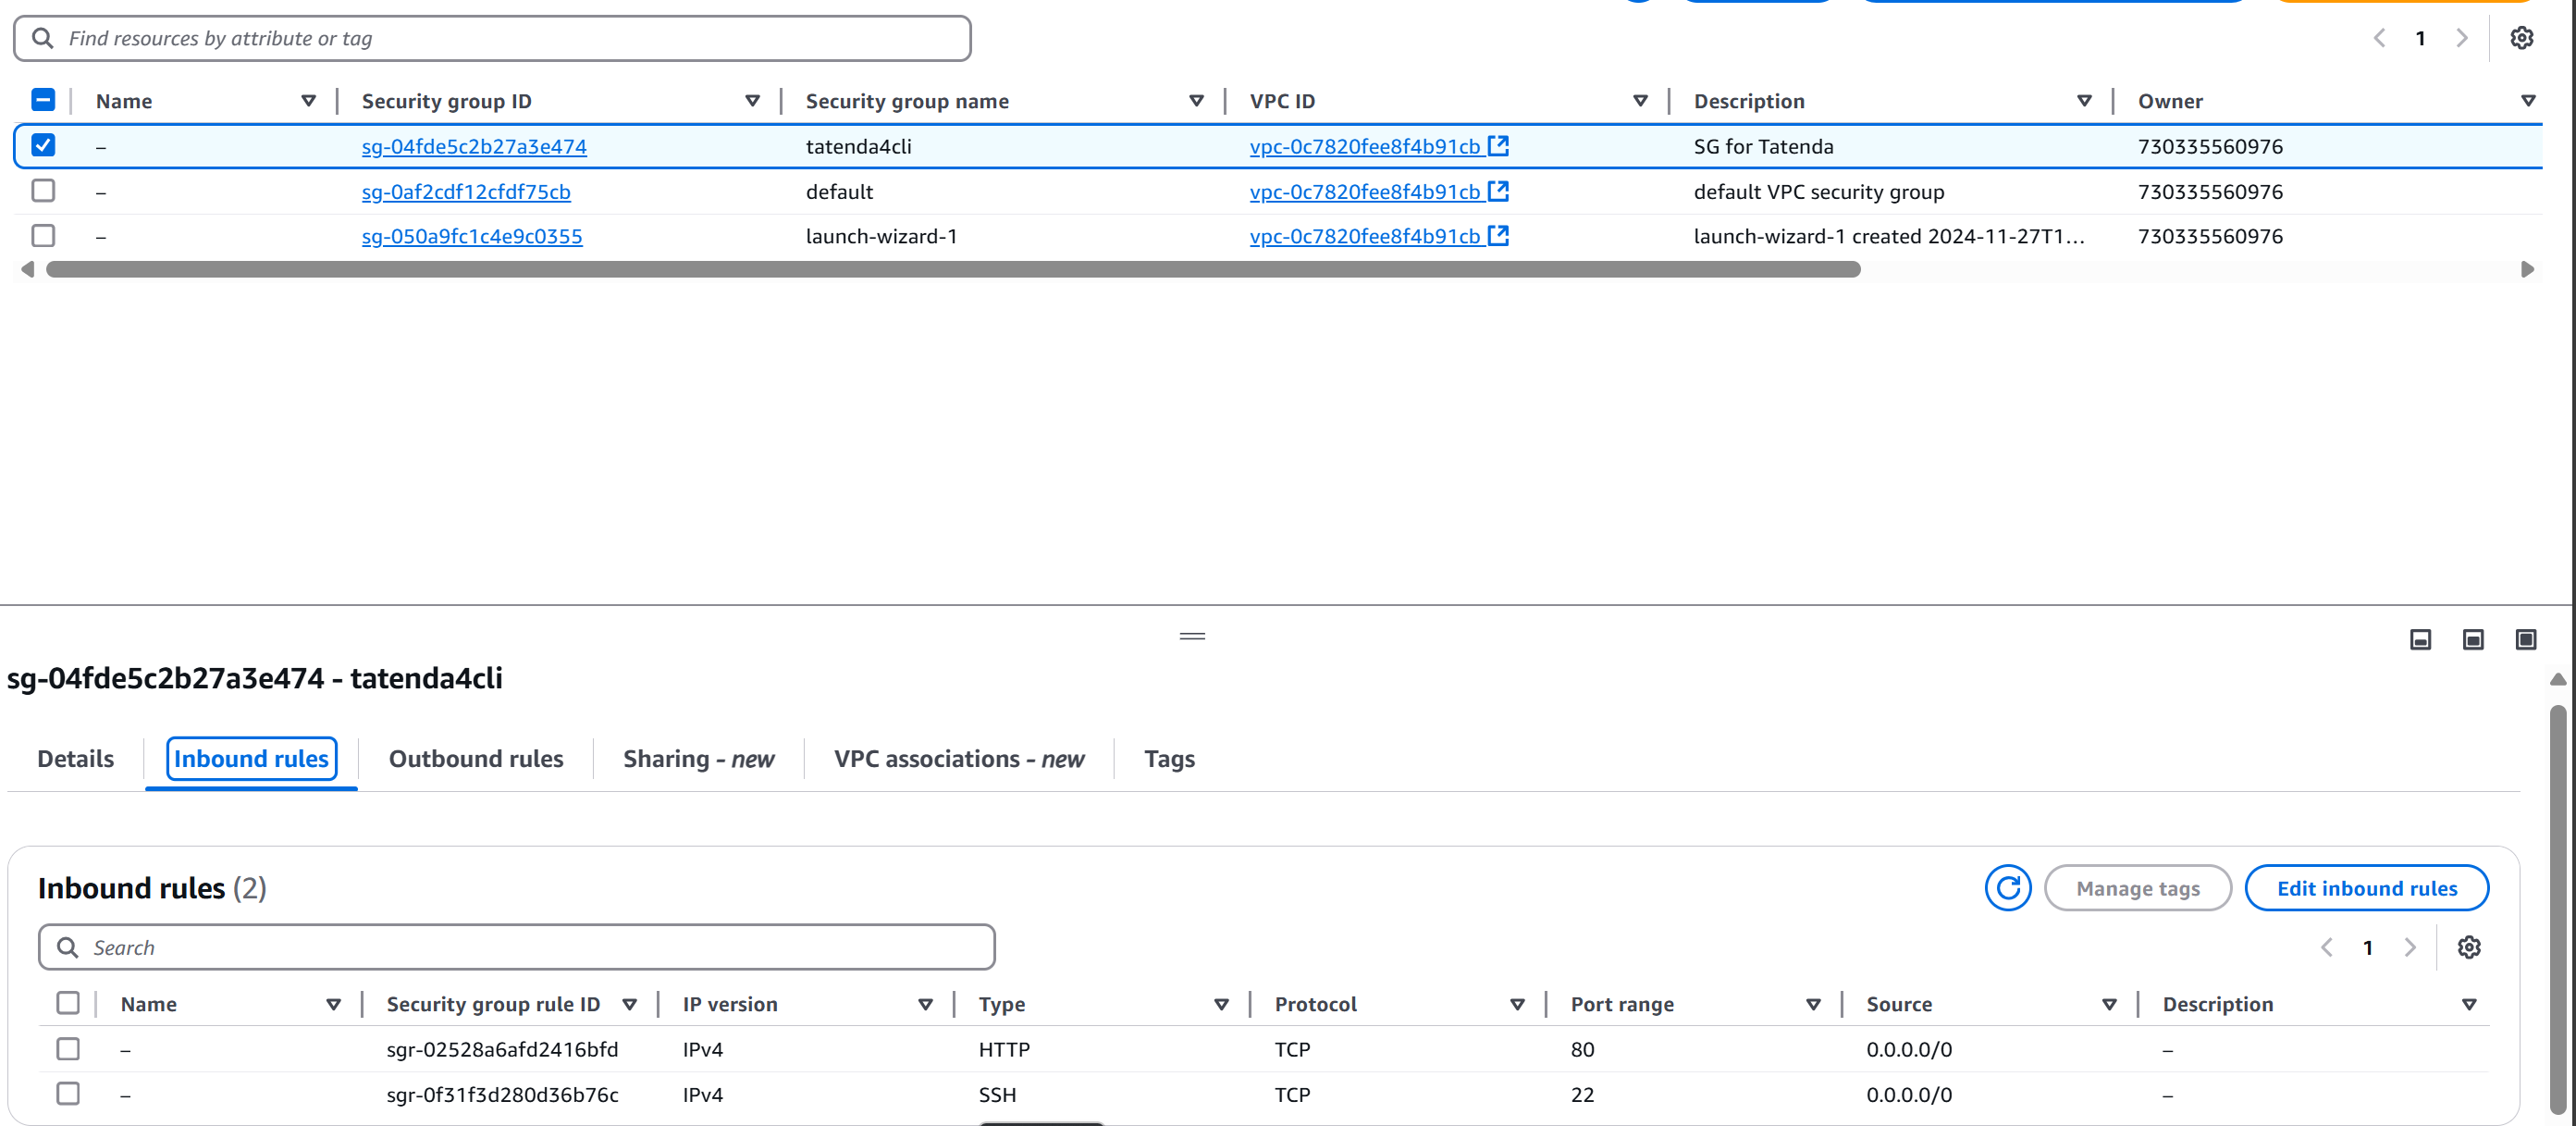 Find resources by attribute or tag
1
Name Security group ID Security group name VPC ID Description Owner
– sg-04fde5c2b27a3e474 tatenda4cli vpc-0c7820fee8f4b91cb SG for Tatenda 730335560976
– sg-0af2cdf12cfdf75cb default vpc-0c7820fee8f4b91cb default VPC security group 730335560976
– sg-050a9fc1c4e9c0355 launch-wizard-1 vpc-0c7820fee8f4b91cb launch-wizard-1 created 2024-11-27T1... 730335560976
sg-04fde5c2b27a3e474 - tatenda4cli
Details Inbound rules Outbound rules Sharing - new VPC associations - new Tags
Inbound rules (2) Manage tags Edit inbound rules
Search 1
Name Security group rule ID IP version Type Protocol Port range Source Description
– sgr-02528a6afd2416bfd IPv4 HTTP TCP 80 0.0.0.0/0 –
– sgr-0f31f3d280d36b76c IPv4 SSH TCP 22 0.0.0.0/0 –